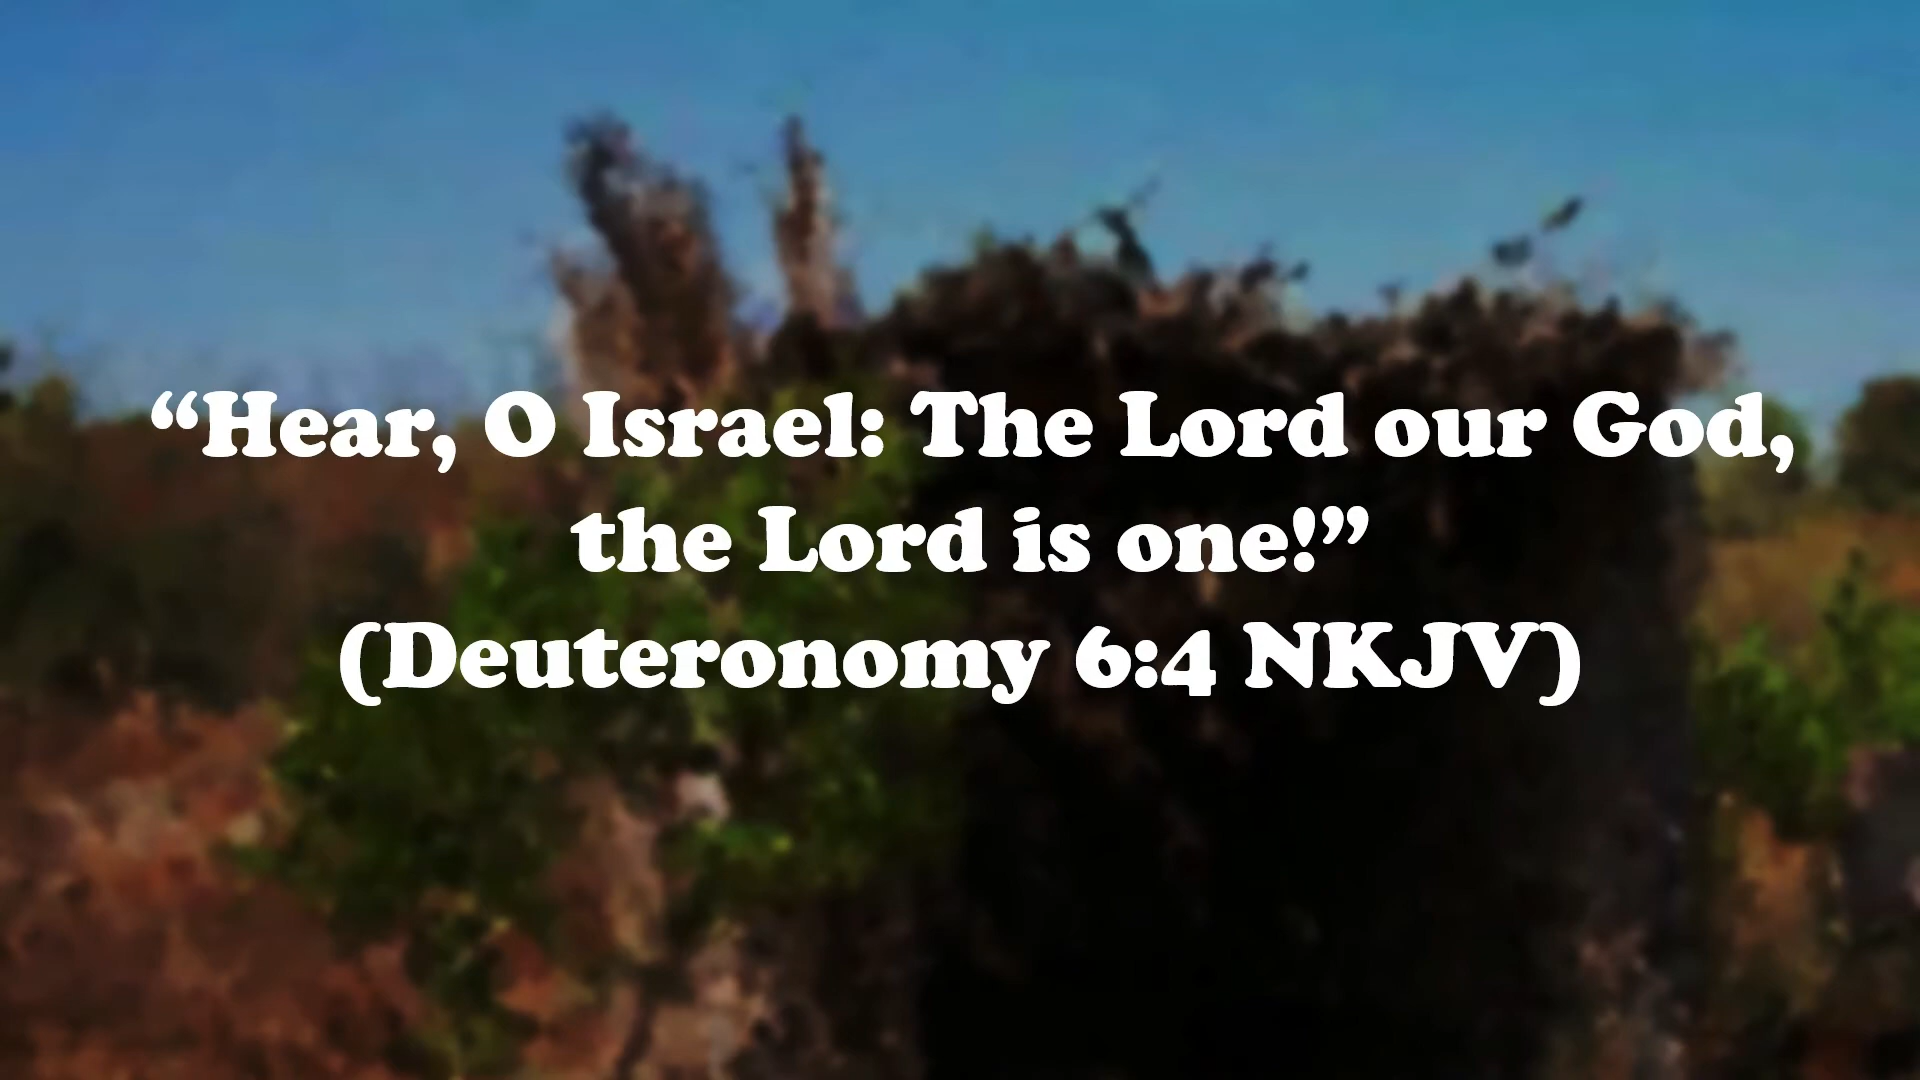 “Hear, O Israel: The Lord our God,
the Lord is one!”
(Deuteronomy 6:4 NKJV)